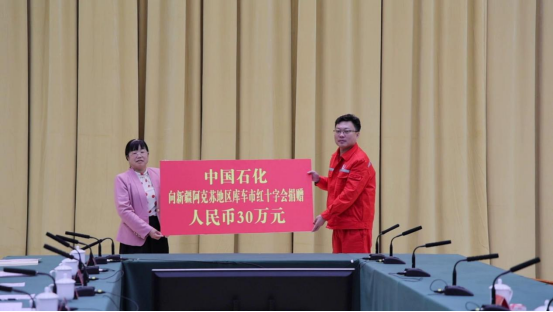 中国石化
向新疆阿克苏地区库车市红十字会捐赠
人民币30万元